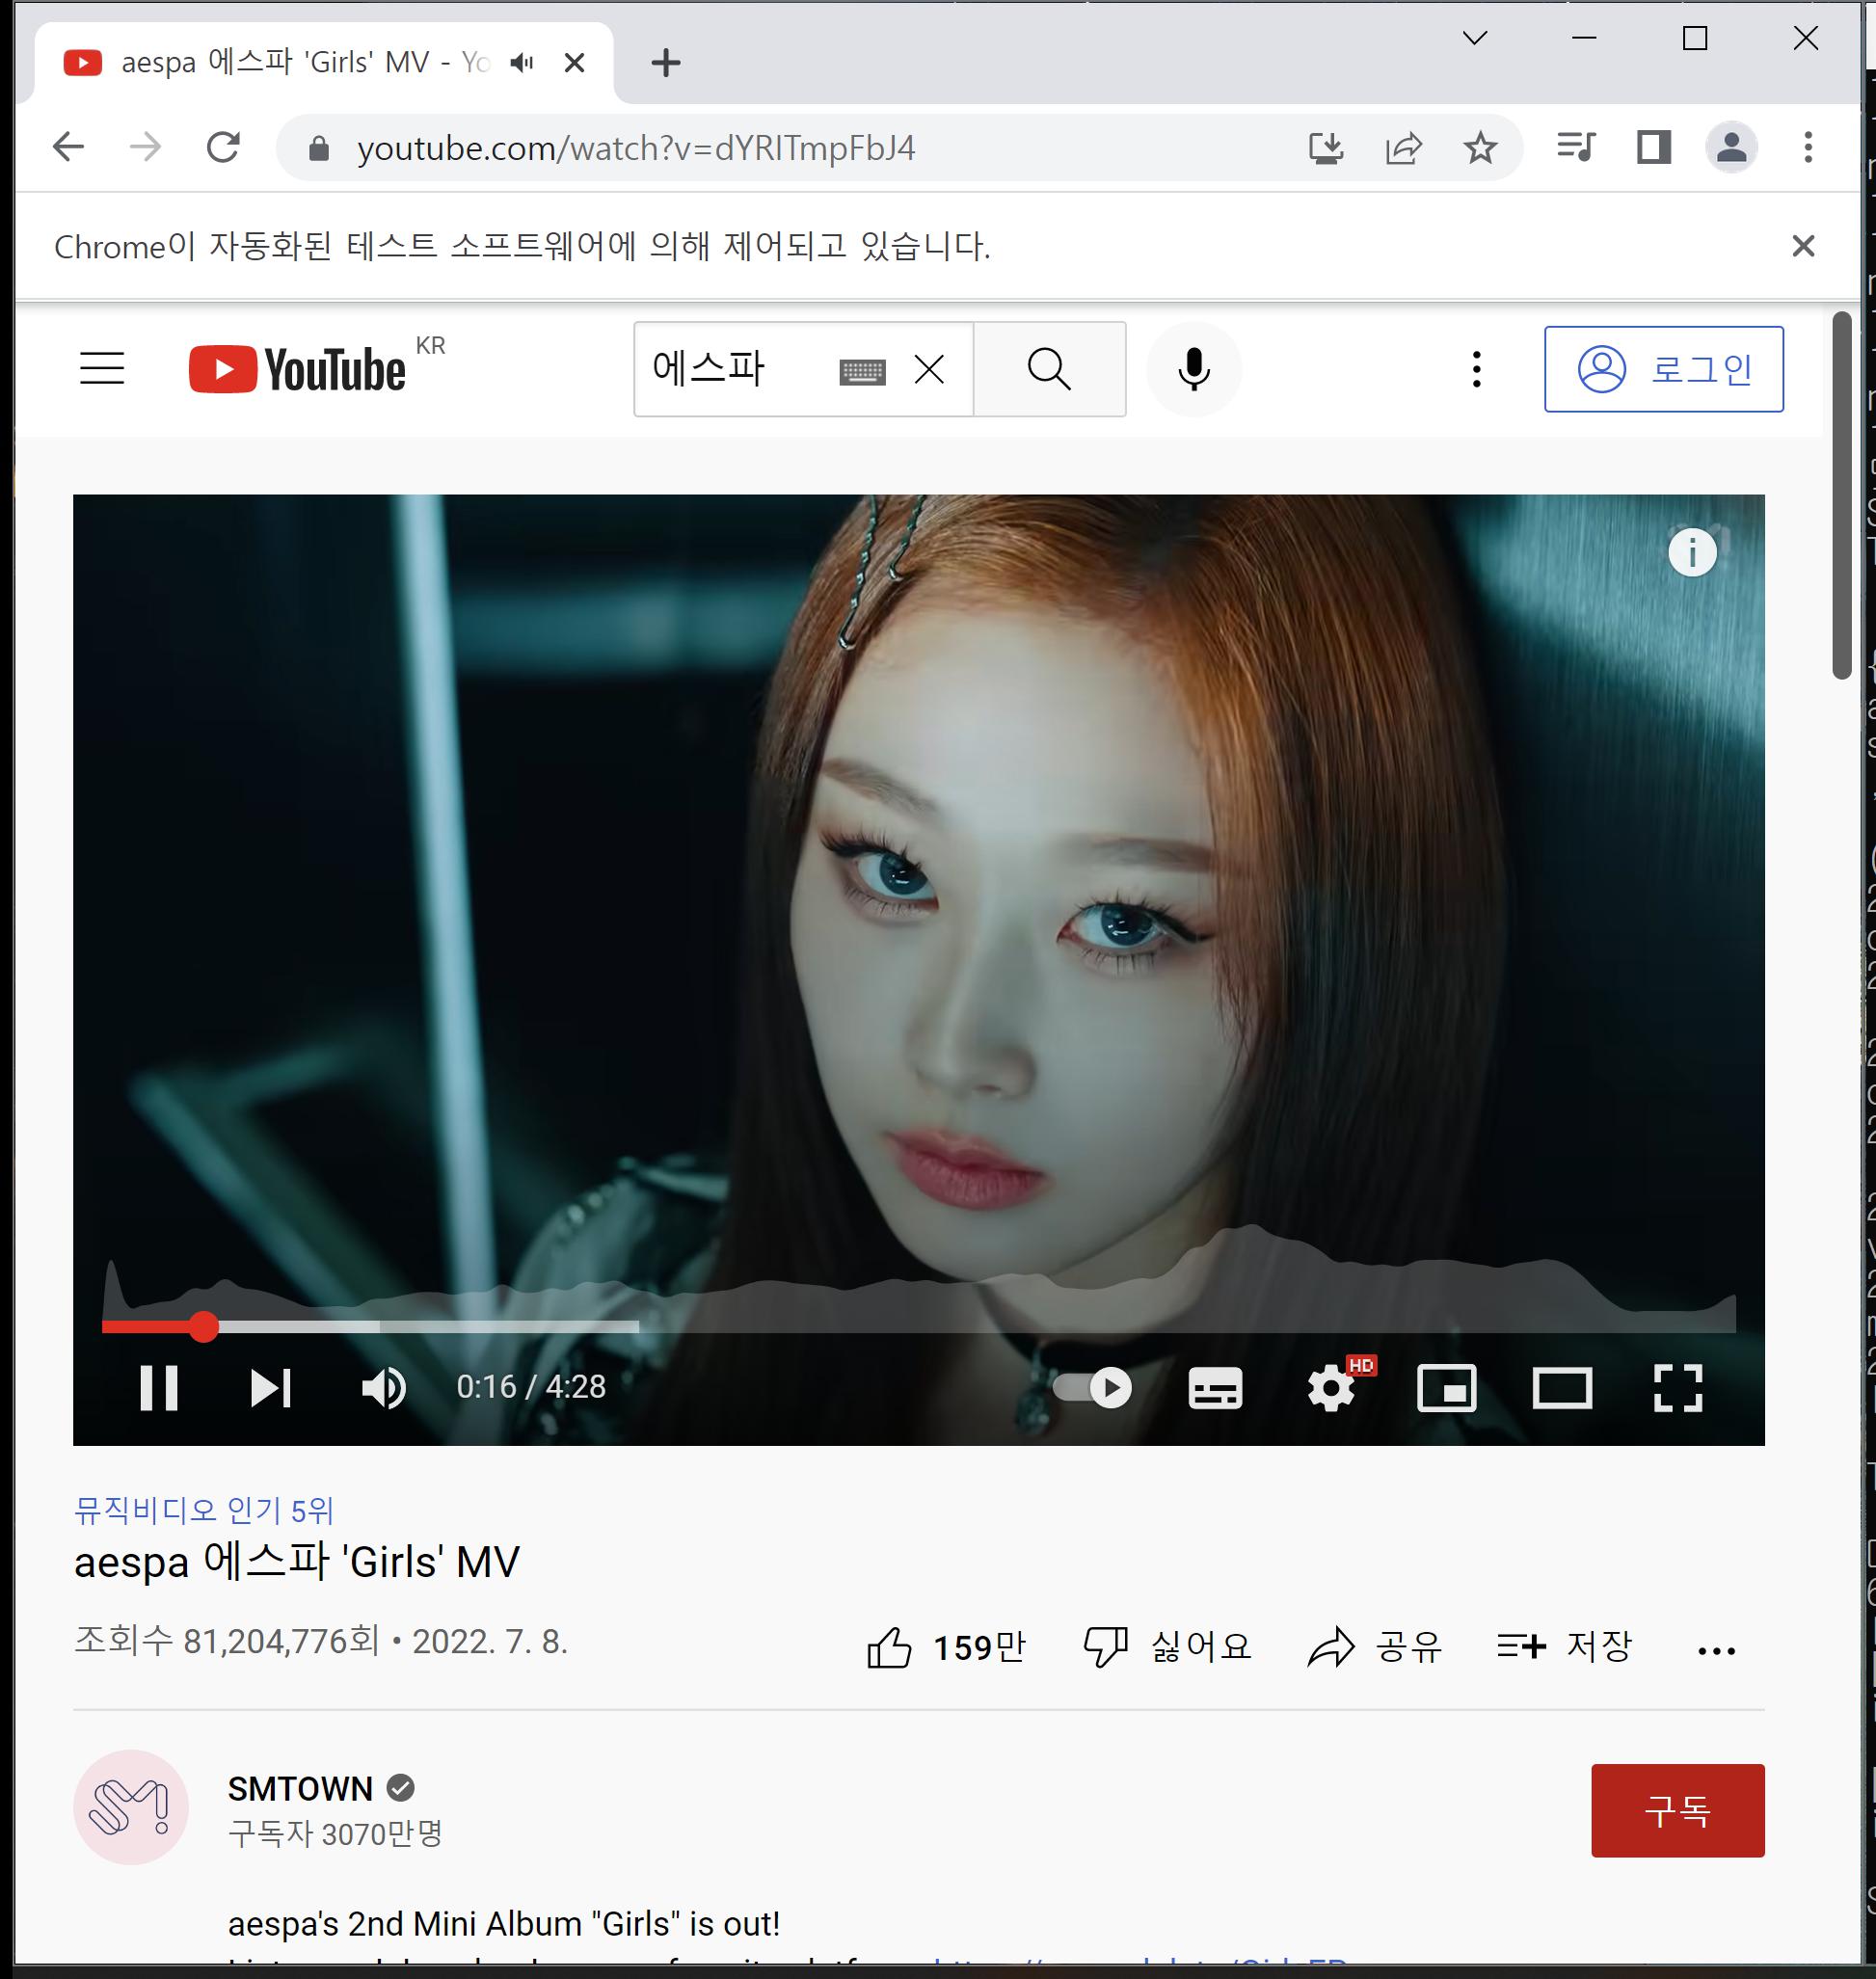 aespa 에스파 'Girls' MV - Yo
youtube.com/watch?v=dYRITmpFbJ4
Chrome이 자동화된 테스트 소프트웨어에 의해 제어되고 있습니다.
YouTube KR
에스파
로그인
0:16 / 4:28
HD
뮤직비디오 인기 5위
aespa 에스파 'Girls' MV
조회수 81,204,776회 • 2022. 7. 8.
159만 싫어요 공유 저장
SMTOWN
구독자 3070만명
구독
aespa's 2nd Mini Album "Girls" is out!